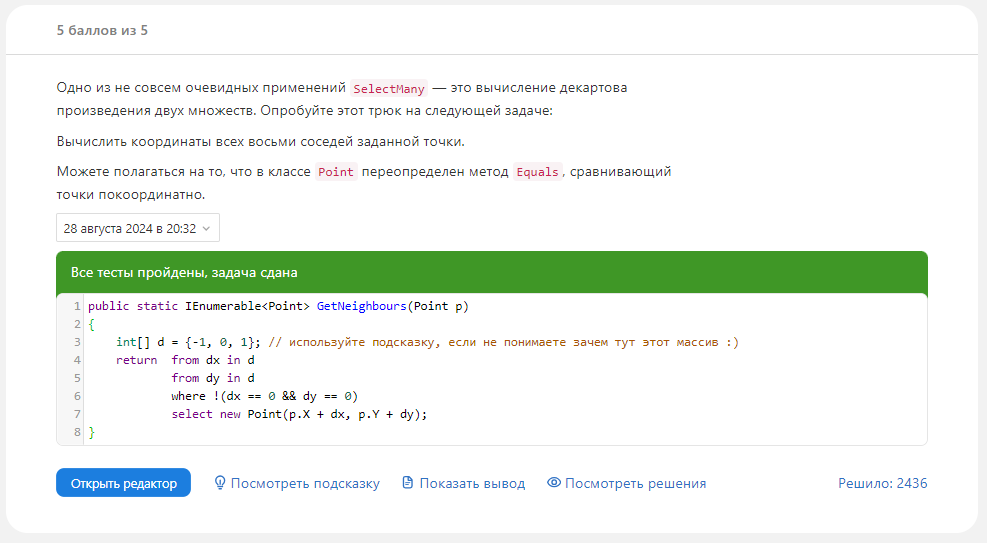 5 баллов из 5
Одно из не совсем очевидных применений SelectMany — это вычисление декартова
произведения двух множеств. Опробуйте этот трюк на следующей задаче:
Вычислить координаты всех восьми соседей заданной точки.
Можете полагаться на то, что в классе Point переопределен метод Equals, сравнивающий
точки покоординатно.
28 августа 2024 в 20:32
Все тесты пройдены, задача сдана
1 public static IEnumerable<Point> GetNeighbours(Point p)
2 {
3     int[] d = {-1, 0, 1}; // используйте подсказку, если не понимаете зачем тут этот массив :)
4     return  from dx in d
5             from dy in d
6             where !(dx == 0 && dy == 0)
7             select new Point(p.X + dx, p.Y + dy);
8 }
Открыть редактор Посмотреть подсказку Показать вывод Посмотреть решения Решило: 2436